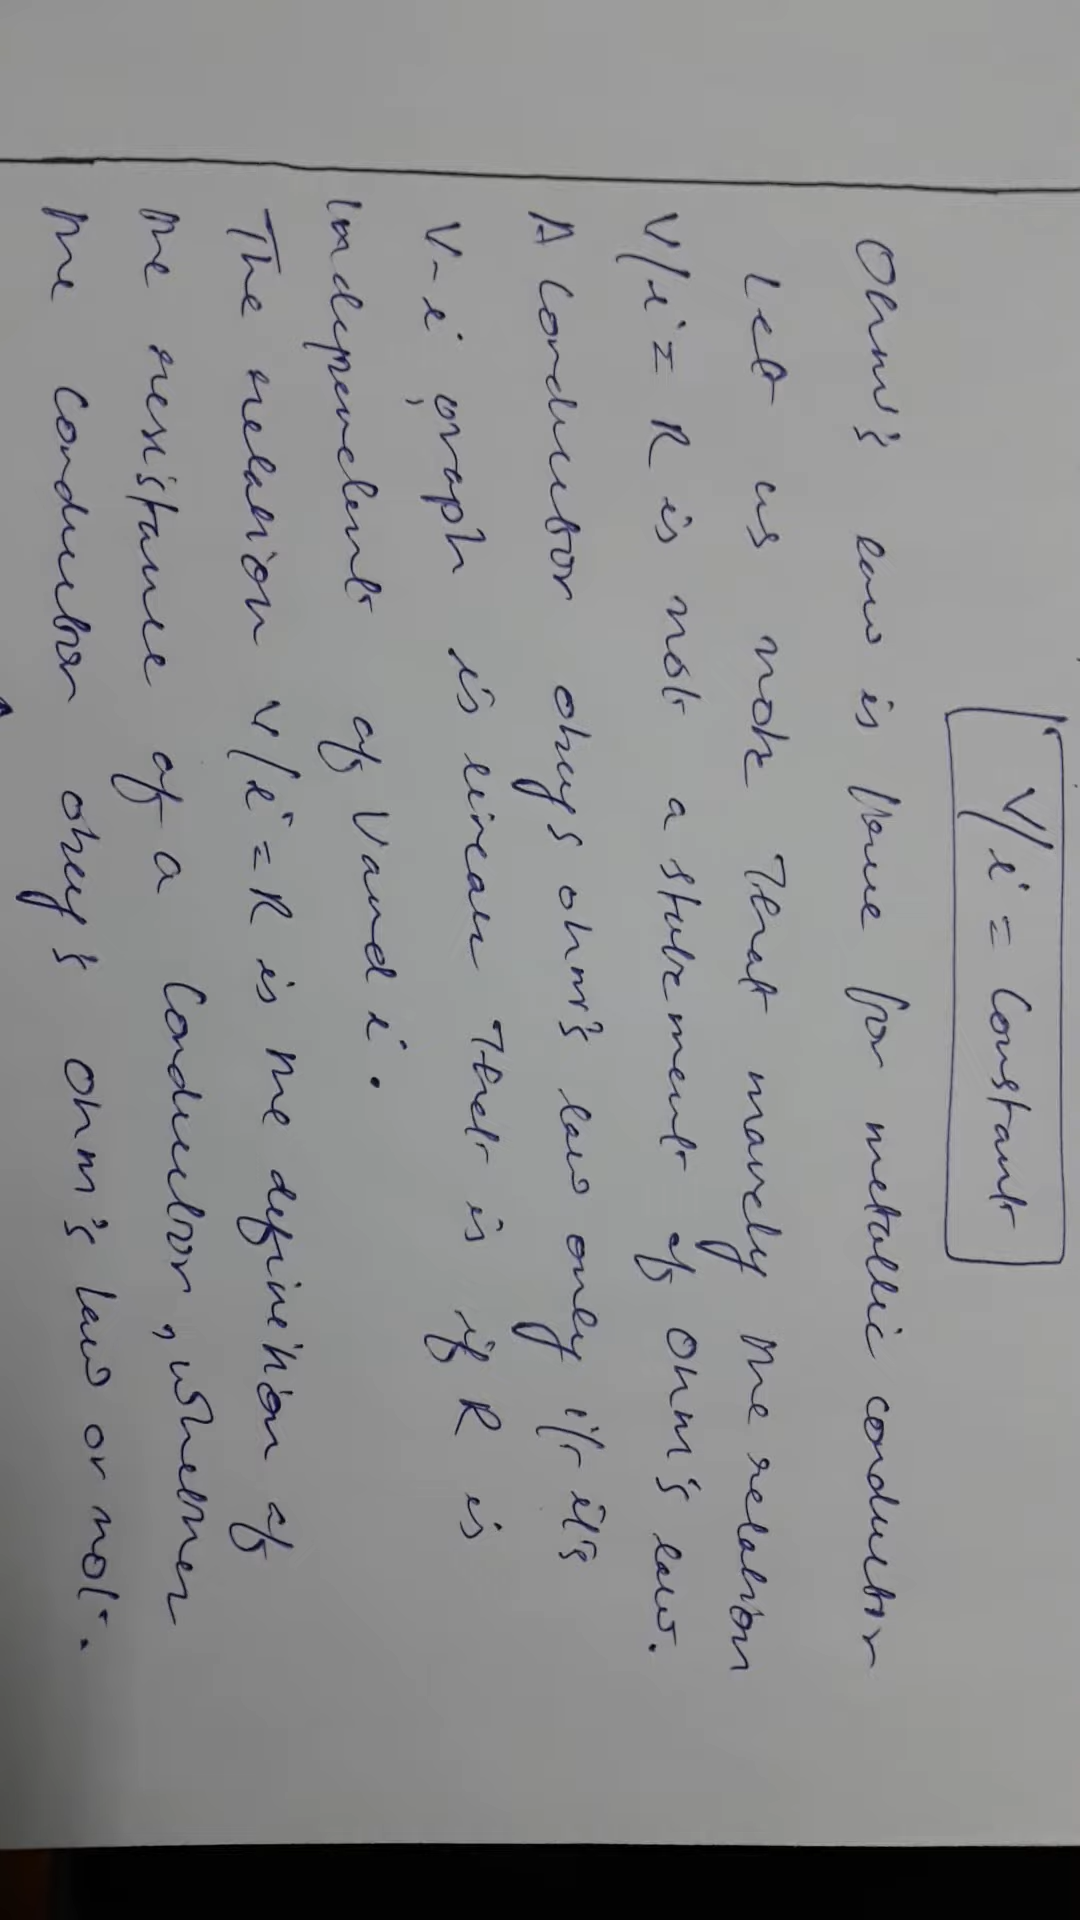 V/i = Constant
Ohm's law is true for metallic conductor
Let us note that marely the relation
V/i = R is not a statement of ohm's law.
A Conductor obeys ohm's law only if it's
V-i graph is linear that is if R is
independent of V and i.
The relation V/i = R is the definition of
the resistance of a Conductor, whether
the conductor obey's ohm's law or not.